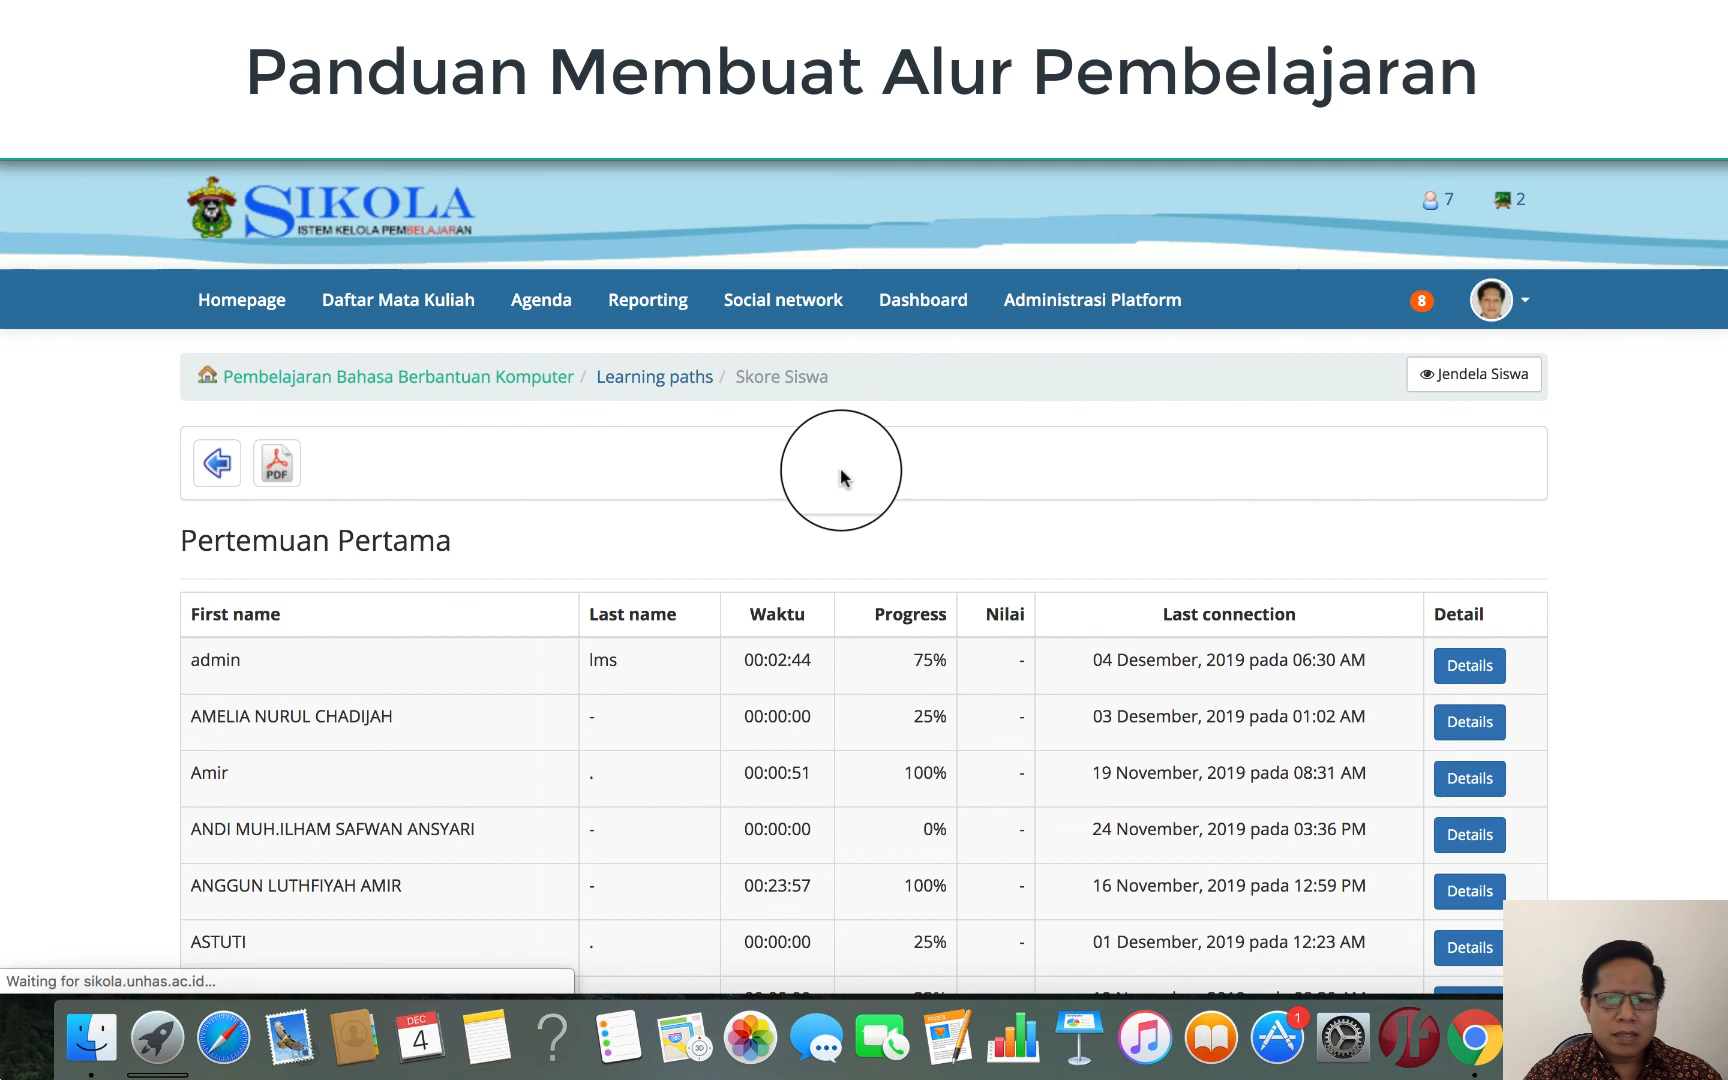 Panduan Membuat Alur Pembelajaran
SIKOLA
ISTEM KELOLA PEMBELAJARAN
7
2
Homepage Daftar Mata Kuliah Agenda Reporting Social network Dashboard Administrasi Platform 8
Pembelajaran Bahasa Berbantuan Komputer / Learning paths / Skore Siswa
Jendela Siswa
PDF
Pertemuan Pertama
First name Last name Waktu Progress Nilai Last connection Detail
admin lms 00:02:44 75% - 04 Desember, 2019 pada 06:30 AM Details
AMELIA NURUL CHADIJAH - 00:00:00 25% - 03 Desember, 2019 pada 01:02 AM Details
Amir . 00:00:51 100% - 19 November, 2019 pada 08:31 AM Details
ANDI MUH.ILHAM SAFWAN ANSYARI - 00:00:00 0% - 24 November, 2019 pada 03:36 PM Details
ANGGUN LUTHFIYAH AMIR - 00:23:57 100% - 16 November, 2019 pada 12:59 PM Details
ASTUTI . 00:00:00 25% - 01 Desember, 2019 pada 12:23 AM Details
Waiting for sikola.unhas.ac.id...
DEC
4
?
3D
PAGES
1